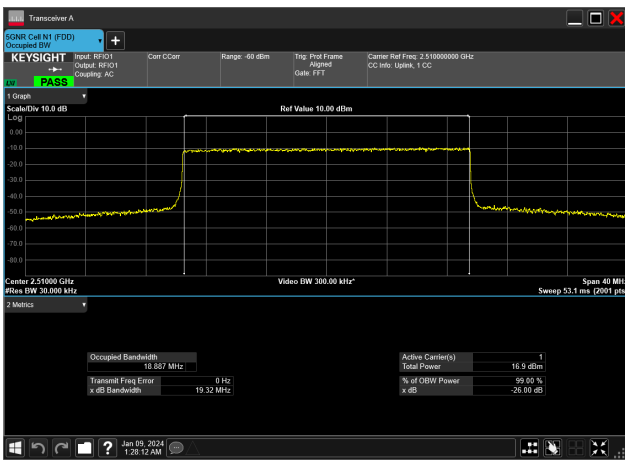 Transceiver A
5GNR Cell N1 (FDD)
Occupied BW
KEYSIGHT
Input: RFIO1
Output: RFIO1
Coupling: AC
Corr CCorr
Range: -60 dBm
Trig: Prot Frame
Aligned
Gate: FFT
Carrier Ref Freq: 2.510000000 GHz
CC Info: Uplink, 1 CC
PASS
1 Graph
Scale/Div 10.0 dB
Ref Value 10.00 dBm
Log
0.00
-10.0
-20.0
-30.0
-40.0
-50.0
-60.0
-70.0
-80.0
Center 2.51000 GHz
Video BW 300.00 kHz*
Span 40 MHz
#Res BW 30.000 kHz
Sweep 53.1 ms (2001 pts
2 Metrics
Occupied Bandwidth
18.887 MHz
Active Carrier(s) 1
Total Power 16.9 dBm
Transmit Freq Error 0 Hz
x dB Bandwidth 19.32 MHz
% of OBW Power 99.00 %
x dB -26.00 dB
Jan 09, 2024
1:28:12 AM